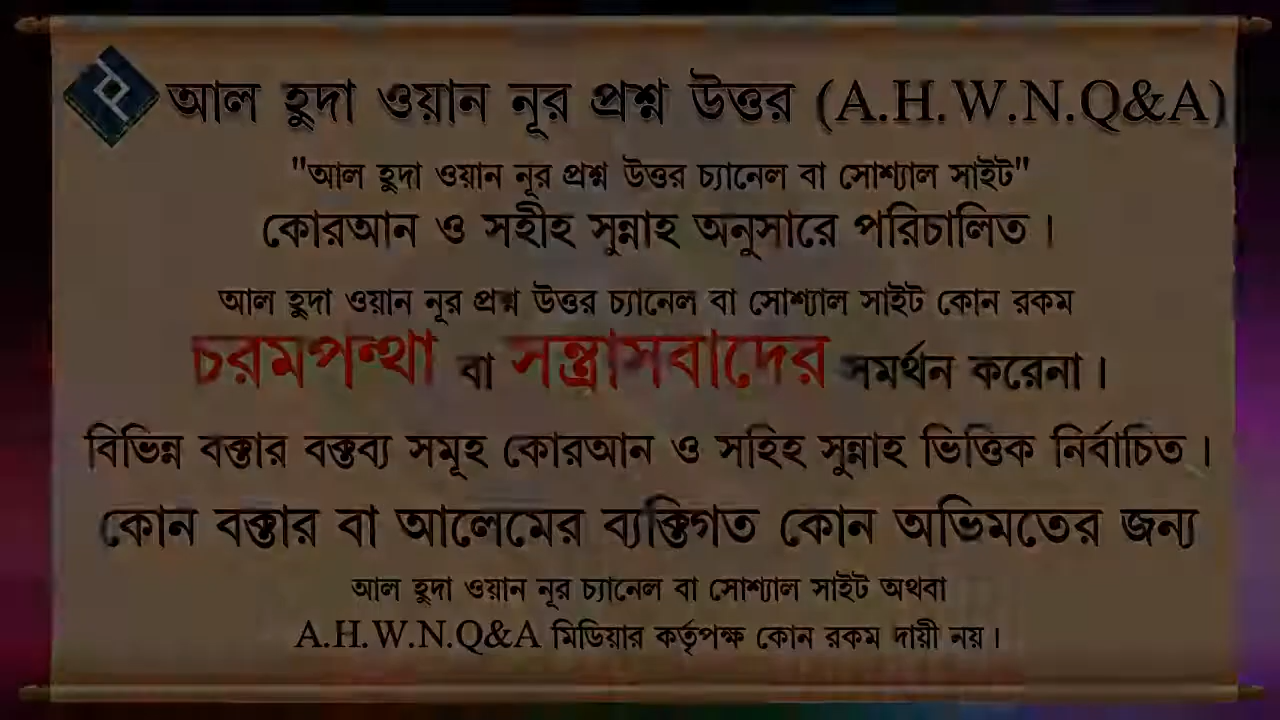 আল হুদা ওয়ান নূর প্রশ্ন উত্তর (A.H.W.N.Q&A)
"আল হুদা ওয়ান নূর প্রশ্ন উত্তর চ্যানেল বা সোশ্যাল সাইট"
কোরআন ও সহীহ সুন্নাহ অনুসারে পরিচালিত ।
আল হুদা ওয়ান নূর প্রশ্ন উত্তর চ্যানেল বা সোশ্যাল সাইট কোন রকম
চরমপন্থা বা সন্ত্রাসবাদের সমর্থন করেনা ।
বিভিন্ন বক্তার বক্তব্য সমূহ কোরআন ও সহিহ সুন্নাহ ভিত্তিক নির্বাচিত ।
কোন বক্তার বা আলেমের ব্যক্তিগত কোন অভিমতের জন্য
আল হুদা ওয়ান নূর চ্যানেল বা সোশ্যাল সাইট অথবা
A.H.W.N.Q&A মিডিয়ার কর্তৃপক্ষ কোন রকম দায়ী নয় ।